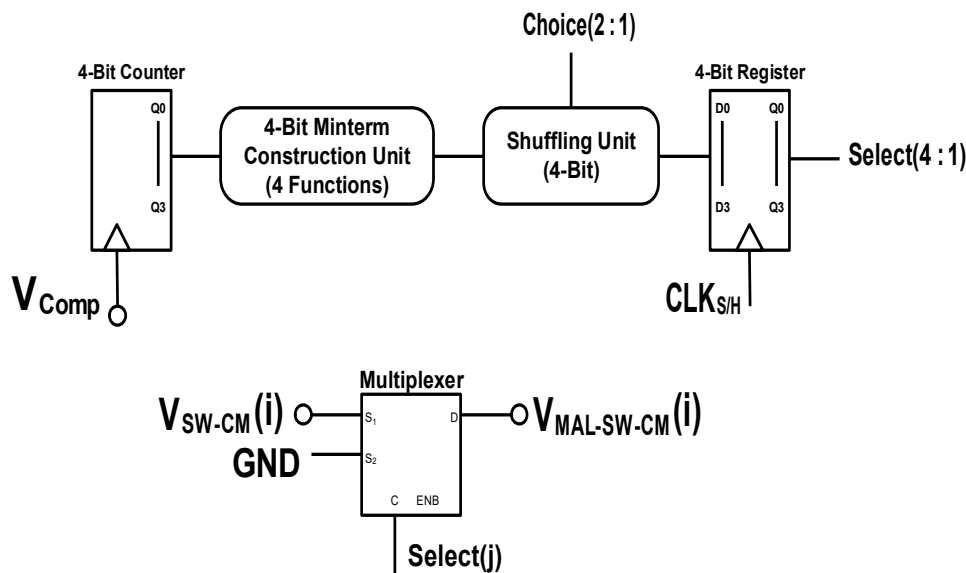 Choice(2 : 1)
4-Bit Counter
Q0
Q3
4-Bit Minterm
Construction Unit
(4 Functions)
Shuffling Unit
(4-Bit)
4-Bit Register
D0 Q0
D3 Q3
Select(4 : 1)
VComp
CLKS/H
Multiplexer
VSW-CM(i)
S1 D
VMAL-SW-CM(i)
GND
S2
C ENB
Select(j)